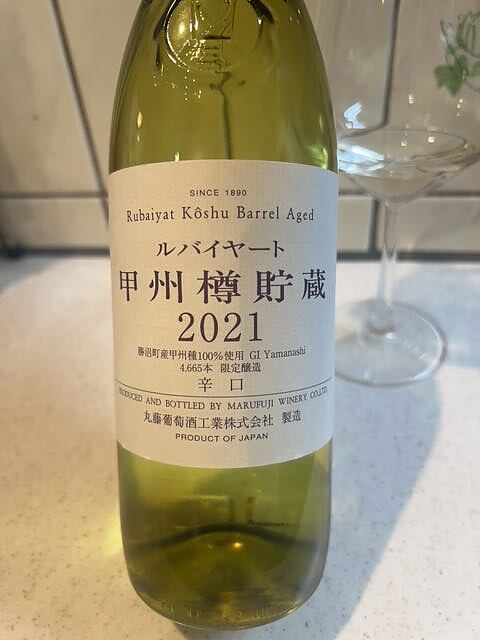 SINCE 1890
Rubaiyat Kôshu Barrel Aged
ルバイヤート
甲州樽貯蔵
2021
勝沼町産甲州種100%使用 GI Yamanashi
4,665本 限定醸造
辛口
PRODUCED AND BOTTLED BY MARUFUJI WINERY CO.,LTD.
丸藤葡萄酒工業株式会社 製造
PRODUCT OF JAPAN